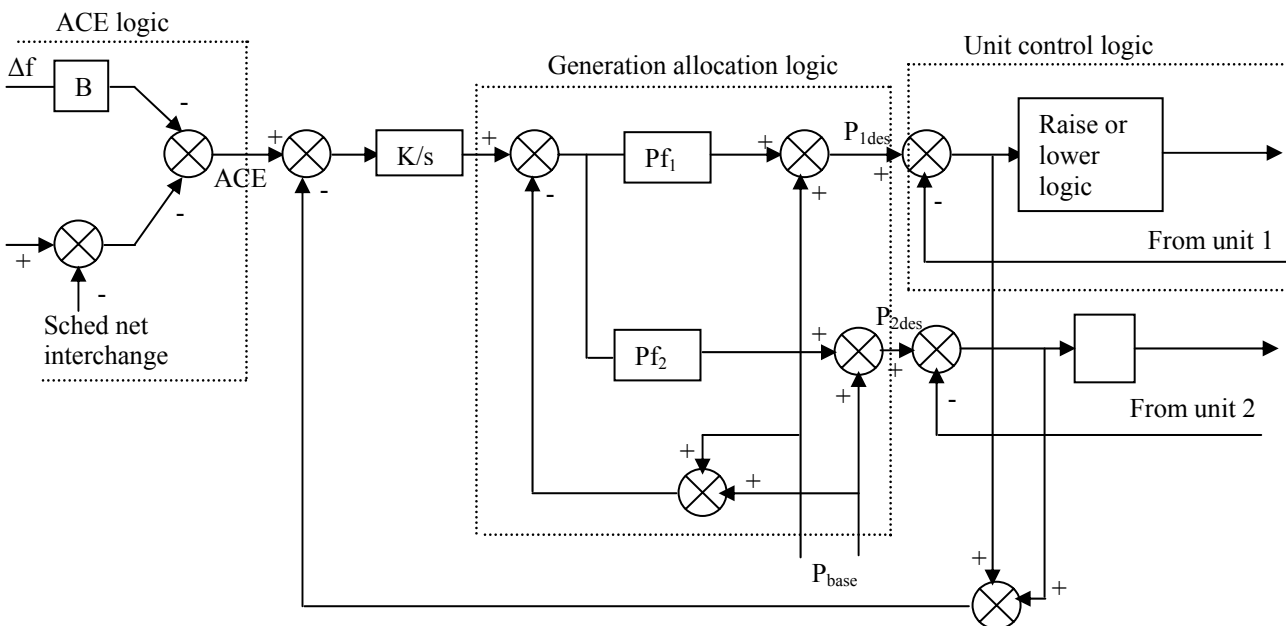 ACE logic
Unit control logic
Generation allocation logic
Δf
B
-
-
+
-
ACE
+
-
Sched net
interchange
K/s
+
-
Pf₁
+
+
P₁des
+
-
Raise or
lower
logic
From unit 1
Pf₂
+
+
P₂des
+
-
From unit 2
+
+
P_base
+
+